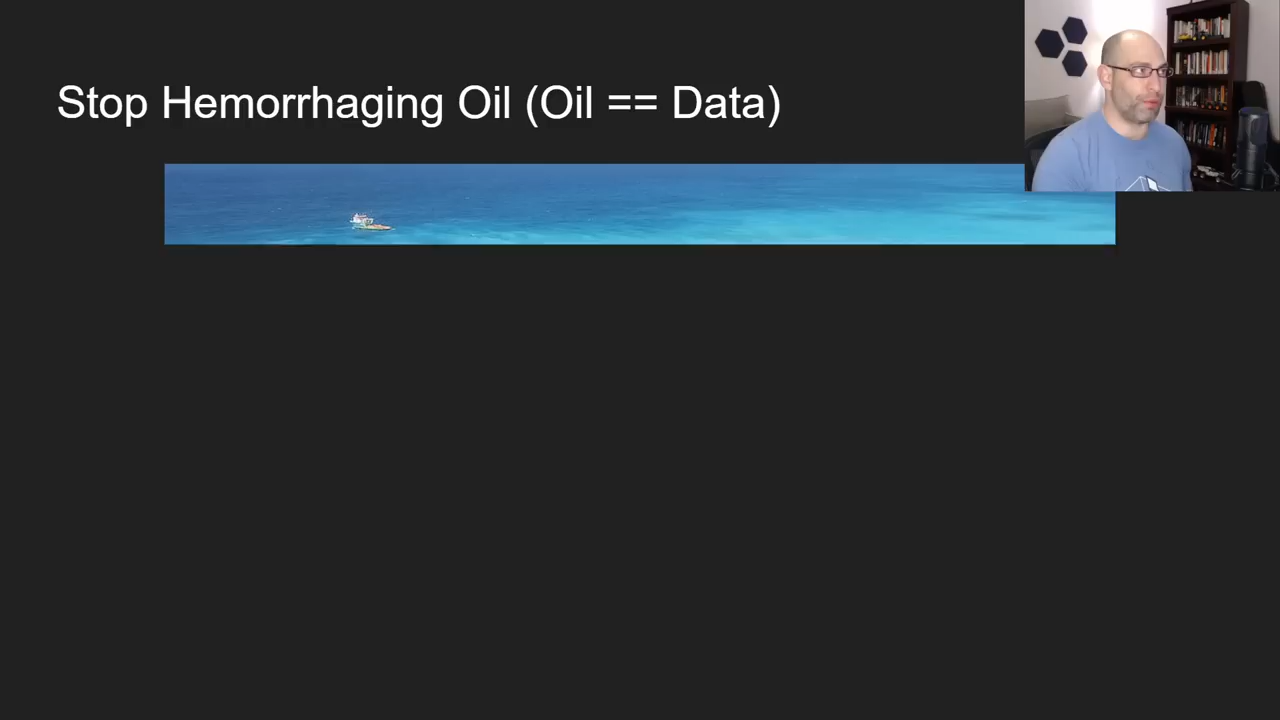 Stop Hemorrhaging Oil (Oil == Data)